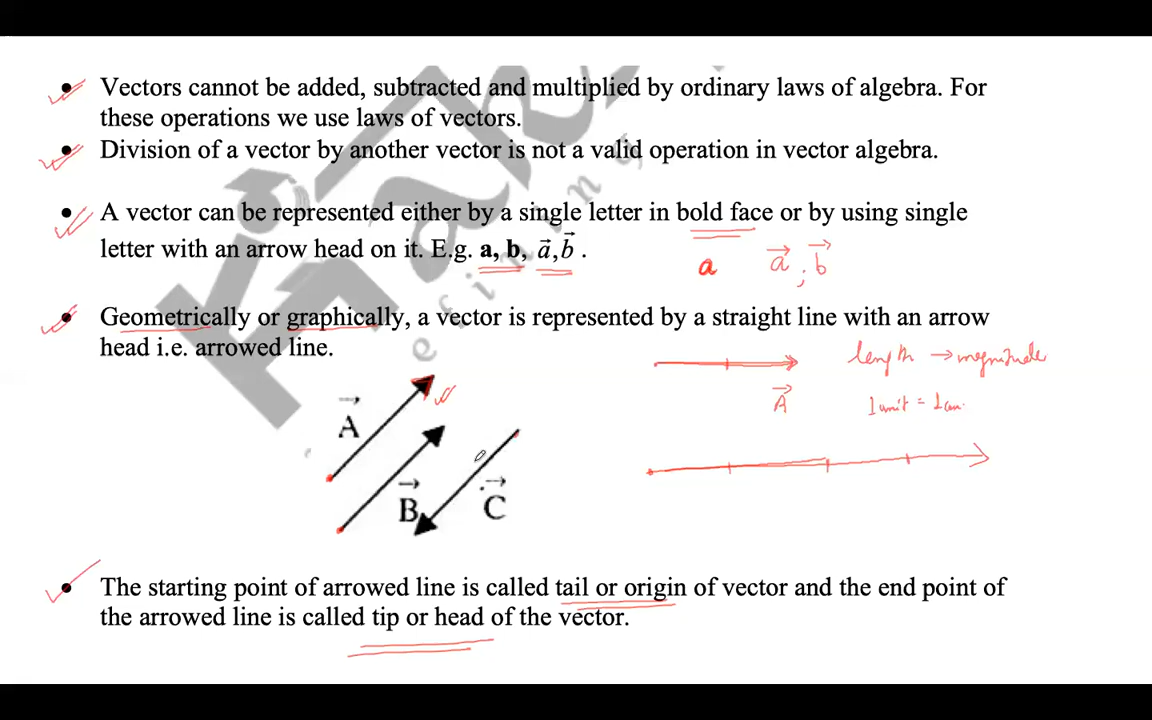 • Vectors cannot be added, subtracted and multiplied by ordinary laws of algebra. For
these operations we use laws of vectors.
• Division of a vector by another vector is not a valid operation in vector algebra.
• A vector can be represented either by a single letter in bold face or by using single
letter with an arrow head on it. E.g. a, b, a⃗, b⃗ .
a a⃗ , b⃗
• Geometrically or graphically, a vector is represented by a straight line with an arrow
head i.e. arrowed line.
length → magnitude
A⃗ 1 unit = 1 cm.
A⃗
B⃗ C⃗
• The starting point of arrowed line is called tail or origin of vector and the end point of
the arrowed line is called tip or head of the vector.